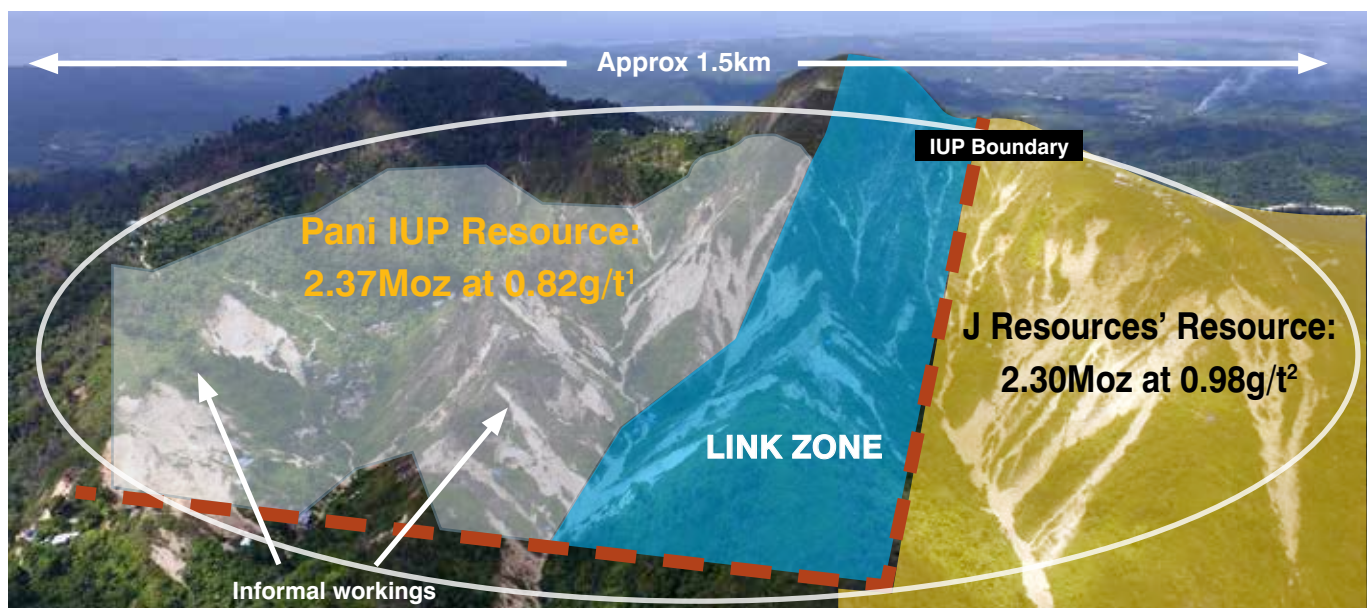 Approx 1.5km
IUP Boundary
Pani IUP Resource:
2.37Moz at 0.82g/t¹
J Resources’ Resource:
2.30Moz at 0.98g/t²
LINK ZONE
Informal workings